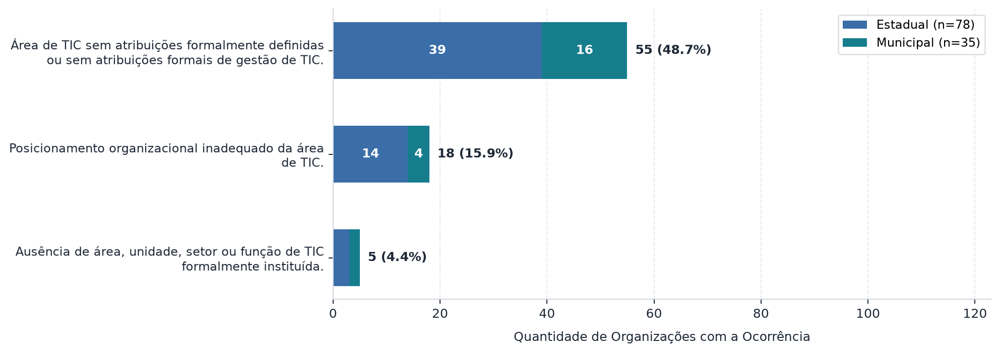 Estadual (n=78)
Municipal (n=35)
Área de TIC sem atribuições formalmente definidas
ou sem atribuições formais de gestão de TIC.
39
16
55 (48.7%)
Posicionamento organizacional inadequado da área
de TIC.
14
4
18 (15.9%)
Ausência de área, unidade, setor ou função de TIC
formalmente instituída.
5 (4.4%)
0
20
40
60
80
100
120
Quantidade de Organizações com a Ocorrência